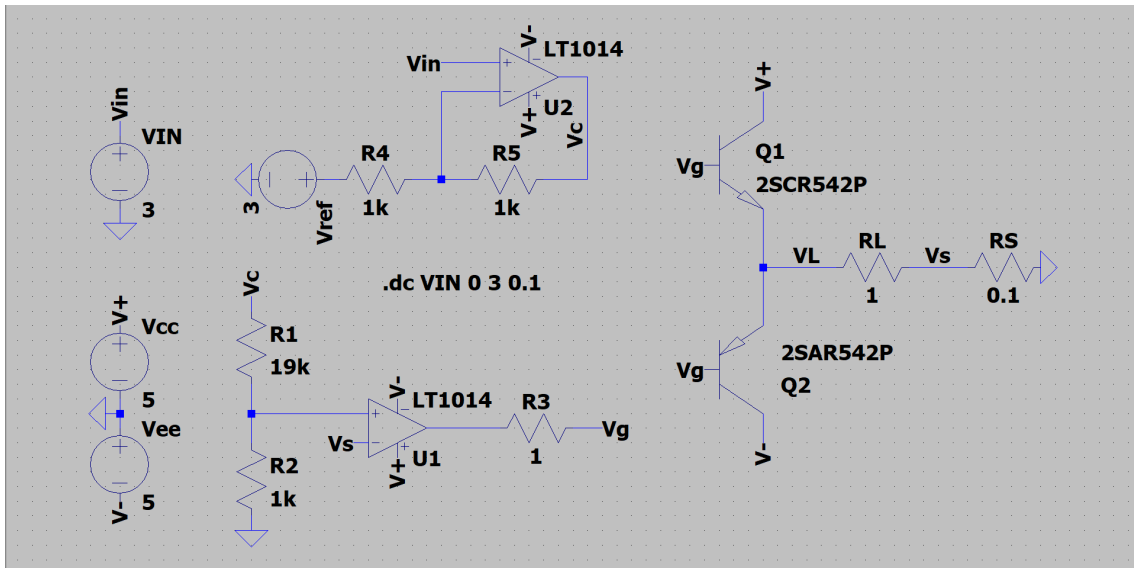 V-
LT1014
Vin
U2
V+
Vc
V+
Vin
VIN
3
R4
1k
R5
1k
3
Vref
Vg
Q1
2SCR542P
VL
RL
1
Vs
RS
0.1
Vc
.dc VIN 0 3 0.1
V+
Vcc
5
Vee
5
V-
R1
19k
R2
1k
V-
LT1014
Vs
U1
V+
R3
1
Vg
2SAR542P
Vg
Q2
V-